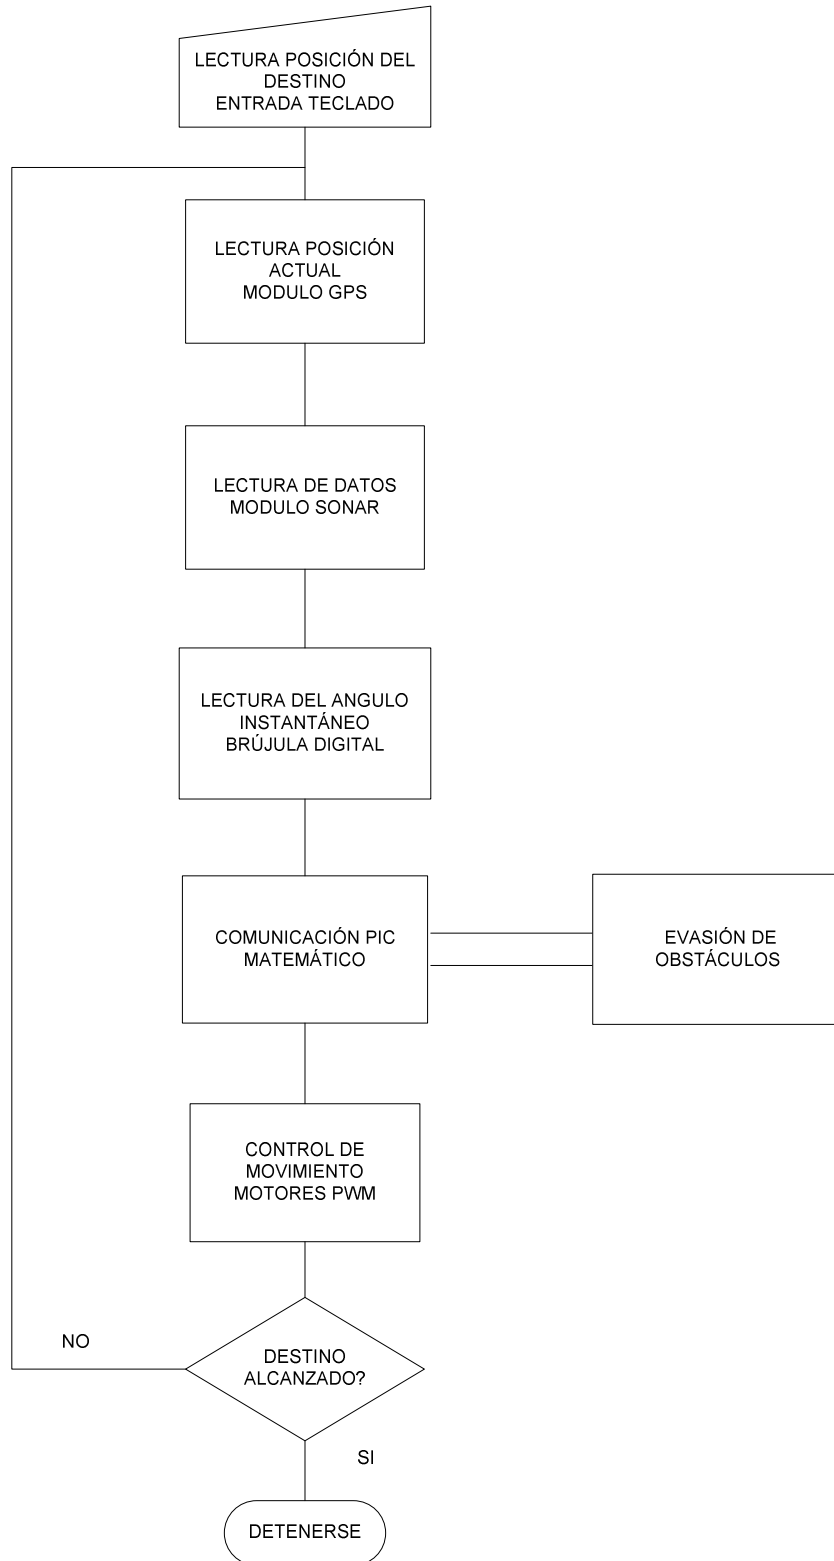 LECTURA POSICIÓN DEL
DESTINO
ENTRADA TECLADO
LECTURA POSICIÓN
ACTUAL
MODULO GPS
LECTURA DE DATOS
MODULO SONAR
LECTURA DEL ANGULO
INSTANTÁNEO
BRÚJULA DIGITAL
COMUNICACIÓN PIC
MATEMÁTICO
EVASIÓN DE
OBSTÁCULOS
CONTROL DE
MOVIMIENTO
MOTORES PWM
NO
DESTINO
ALCANZADO?
SI
DETENERSE